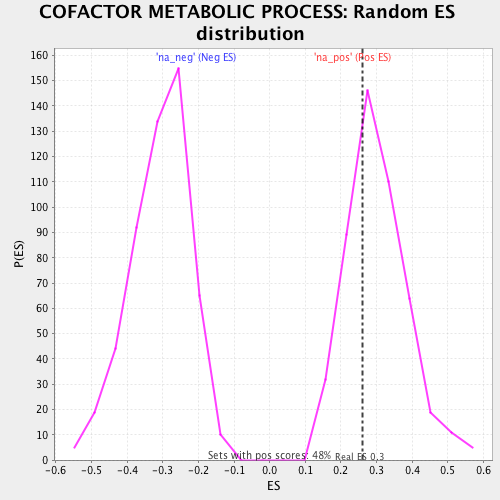 COFACTOR METABOLIC PROCESS: Random ES
distribution
'na_neg' (Neg ES)
'na_pos' (Pos ES)
160
150
140
130
120
110
100
90
80
70
60
50
40
30
20
10
0
P(ES)
Sets with pos scores: 48%
Real ES 0,3
-0.6 -0.5 -0.4 -0.3 -0.2 -0.1 0.0 0.1 0.2 0.3 0.4 0.5 0.6
ES